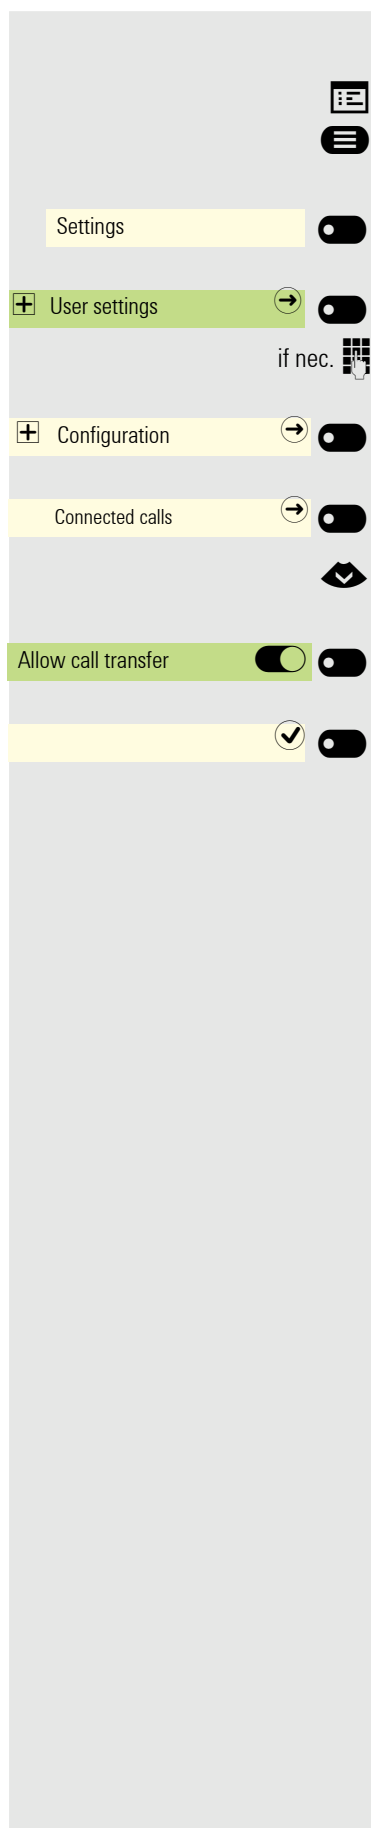 Settings
User settings
if nec.
Configuration
Connected calls
Allow call transfer